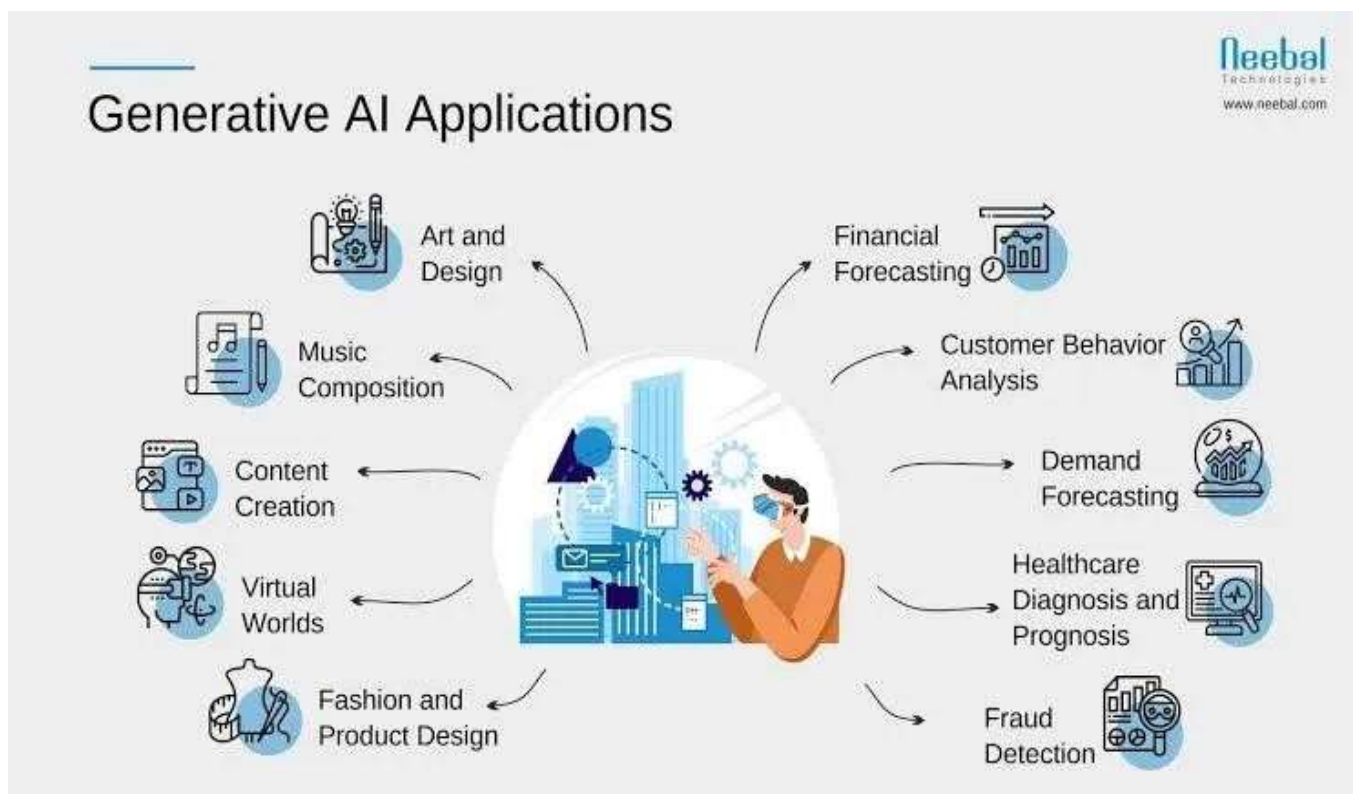 Neebal
Technologies
www.neebal.com
Generative AI Applications
Art and
Design
Music
Composition
Content
Creation
Virtual
Worlds
Fashion and
Product Design
Financial
Forecasting
Customer Behavior
Analysis
Demand
Forecasting
Healthcare
Diagnosis and
Prognosis
Fraud
Detection